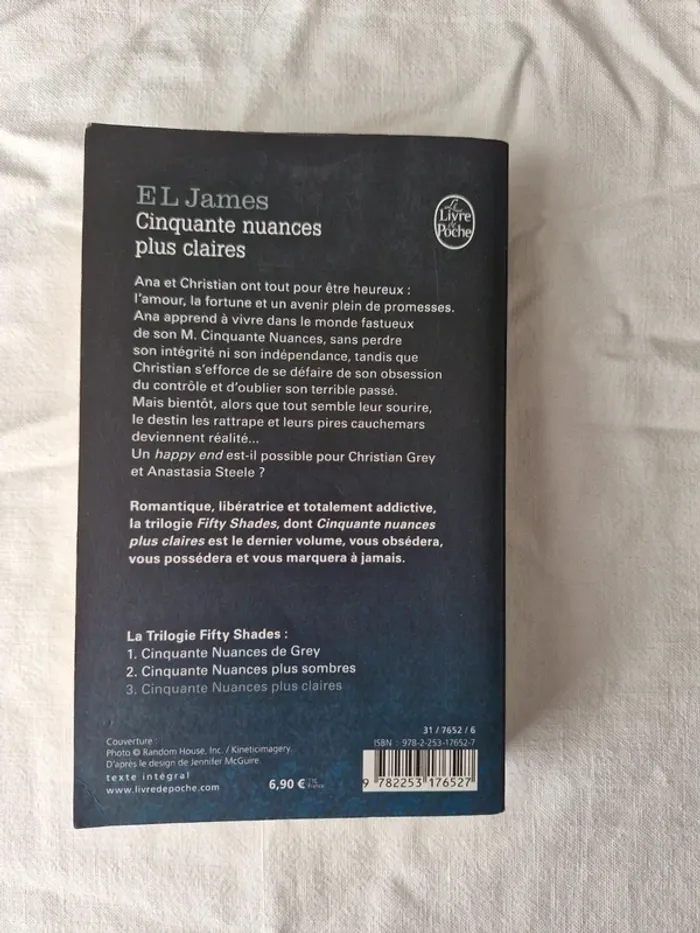 E L James
Cinquante nuances
plus claires
Le
Livre
de
Poche
Ana et Christian ont tout pour être heureux :
l'amour, la fortune et un avenir plein de promesses.
Ana apprend à vivre dans le monde fastueux
de son M. Cinquante Nuances, sans perdre
son intégrité ni son indépendance, tandis que
Christian s'efforce de se défaire de son obsession
du contrôle et d'oublier son terrible passé.
Mais bientôt, alors que tout semble leur sourire,
le destin les rattrape et leurs pires cauchemars
deviennent réalité...
Un happy end est-il possible pour Christian Grey
et Anastasia Steele ?
Romantique, libératrice et totalement addictive,
la trilogie Fifty Shades, dont Cinquante nuances
plus claires est le dernier volume, vous obsédera,
vous possédera et vous marquera à jamais.
La Trilogie Fifty Shades :
1. Cinquante Nuances de Grey
2. Cinquante Nuances plus sombres
3. Cinquante Nuances plus claires
Couverture :
Photo © Random House, Inc. / Kineticimagery.
D'après le design de Jennifer McGuire.
texte intégral
www.livredepoche.com
6,90 € TTC France
31 / 7652 / 6
ISBN : 978-2-253-17652-7
9 782253 176527